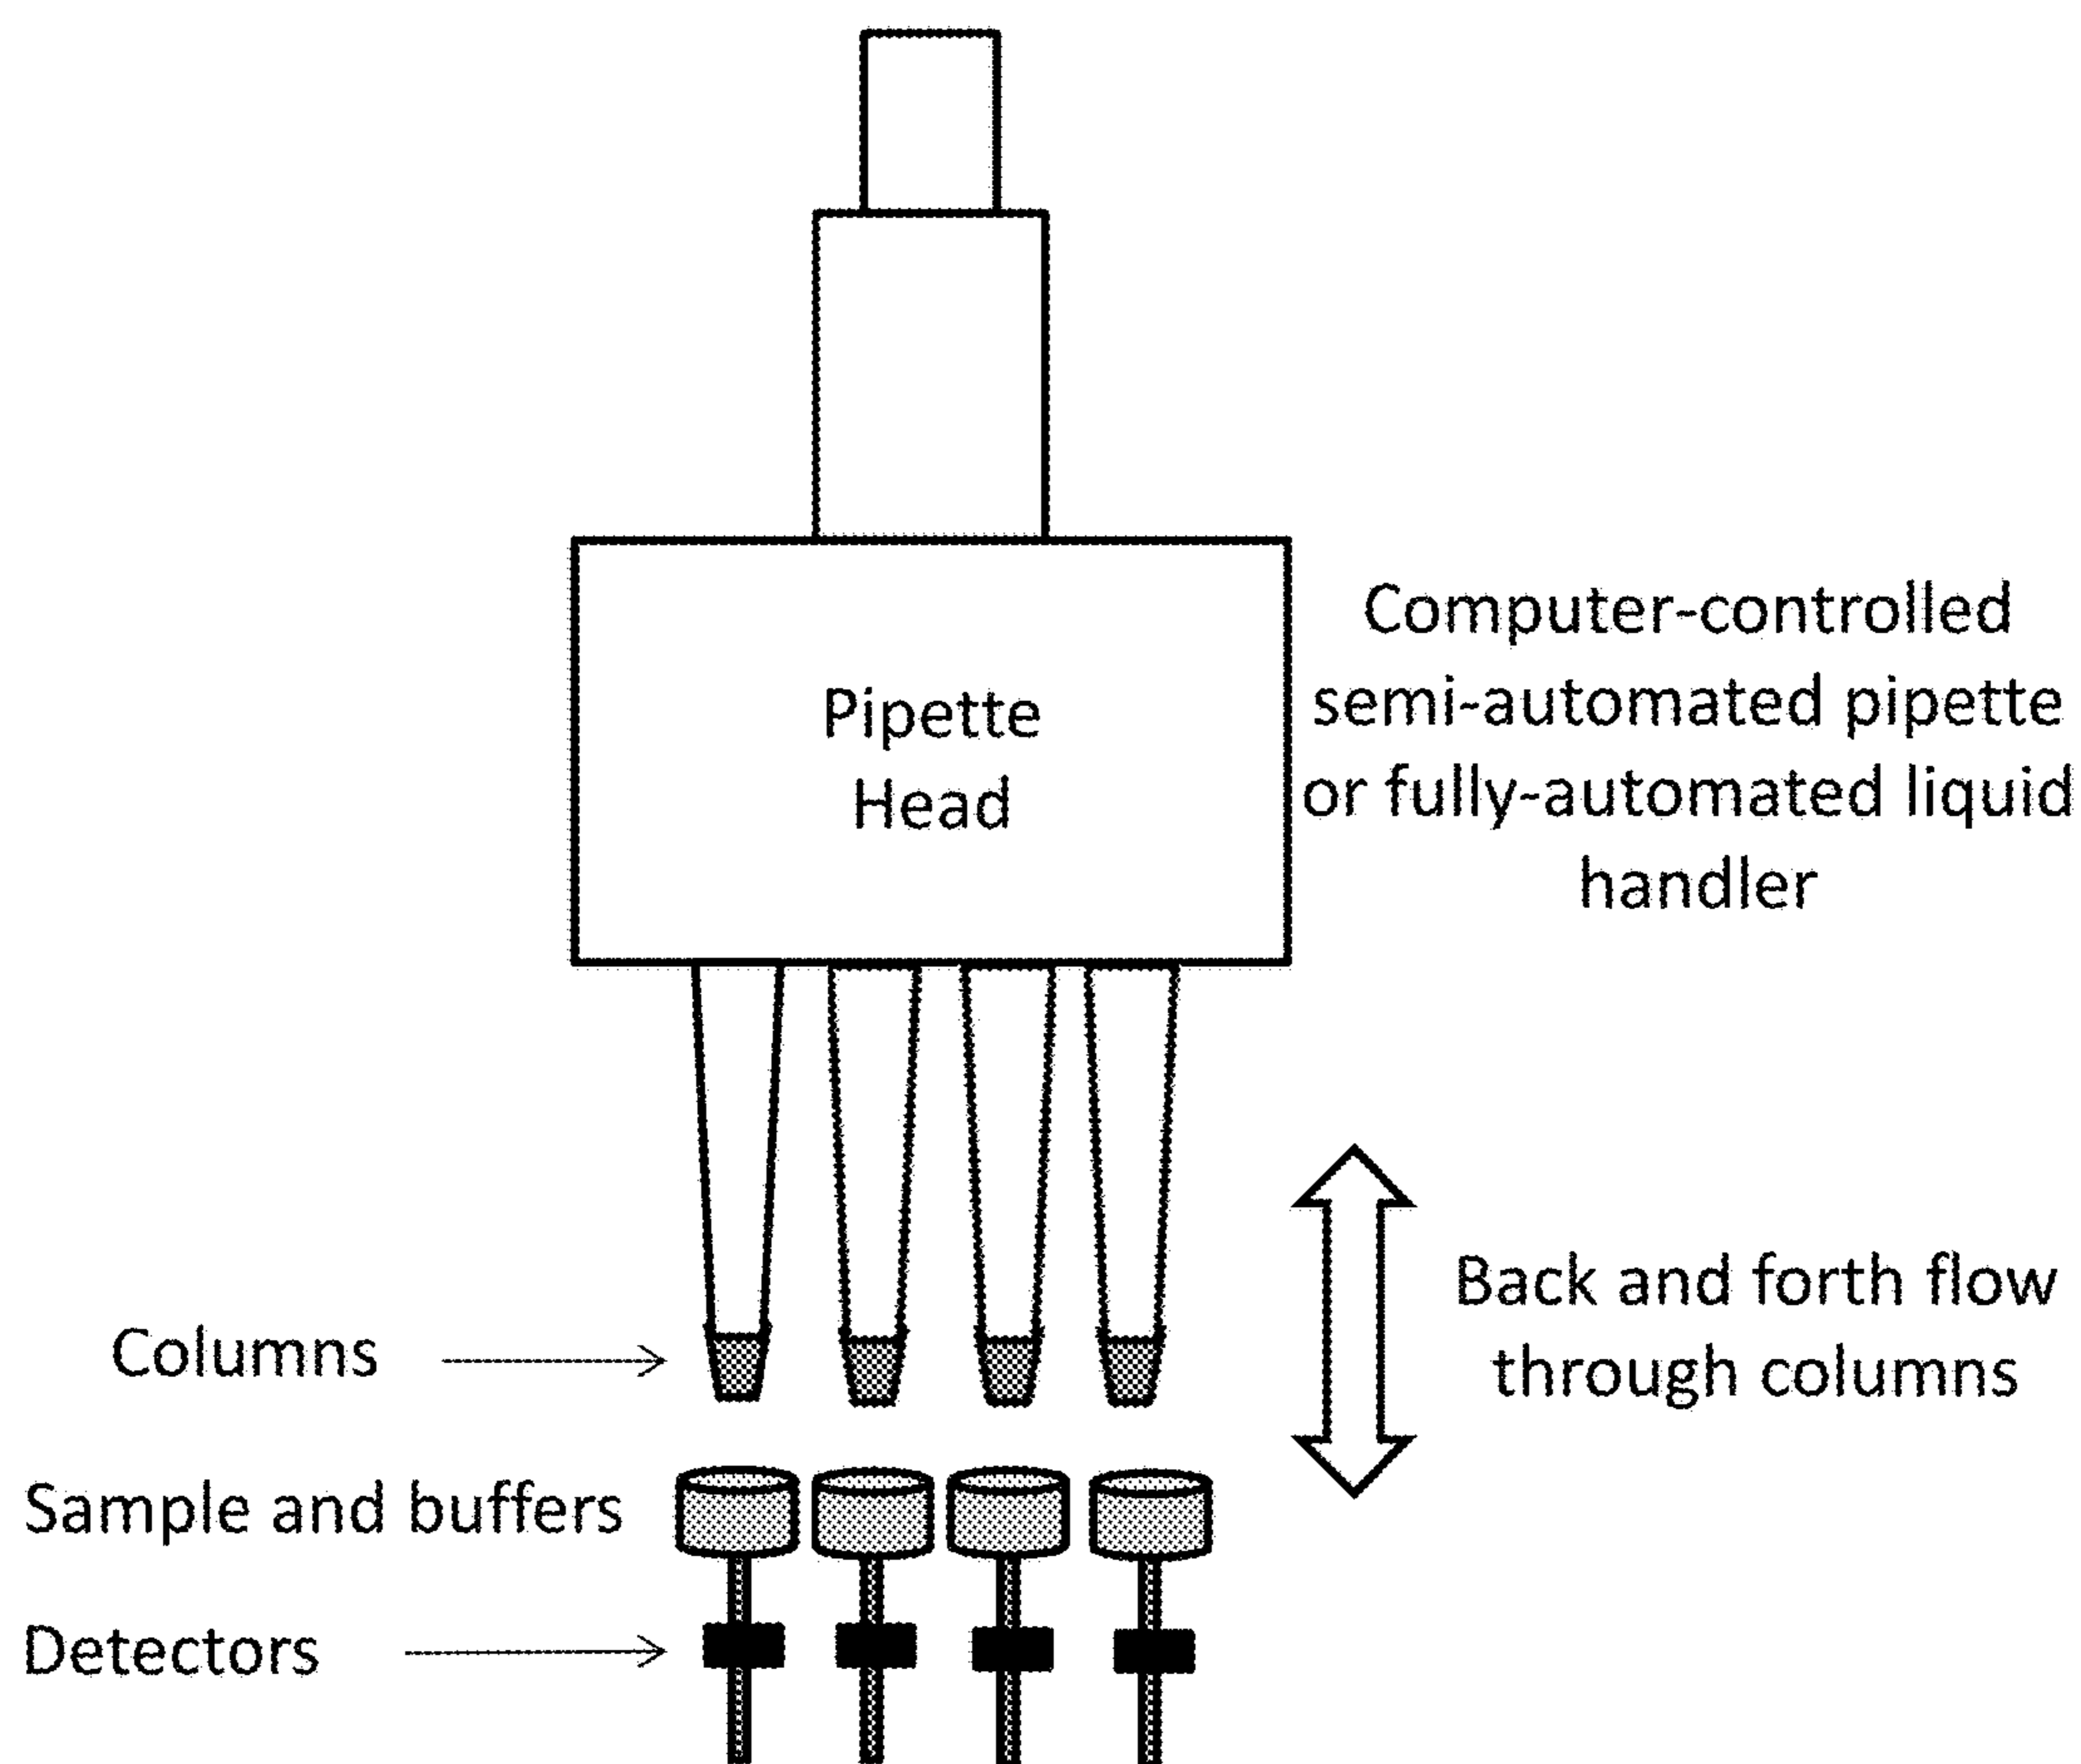 Pipette
Head
Computer-controlled
semi-automated pipette
or fully-automated liquid
handler
Columns
Back and forth flow
through columns
Sample and buffers
Detectors